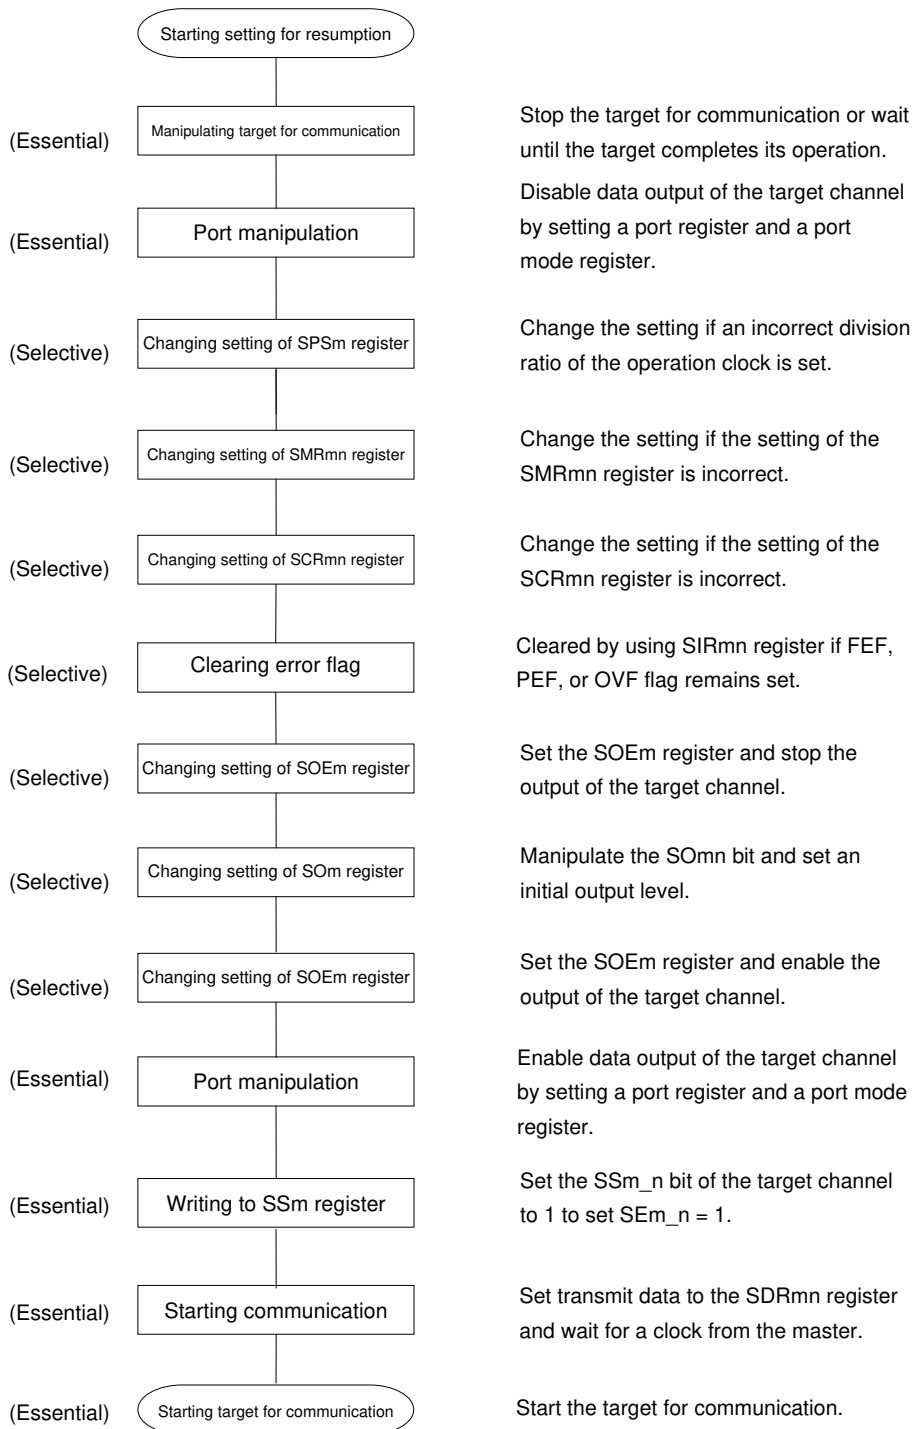 Starting setting for resumption
(Essential)
Manipulating target for communication
Stop the target for communication or wait
until the target completes its operation.
(Essential)
Port manipulation
Disable data output of the target channel
by setting a port register and a port
mode register.
(Selective)
Changing setting of SPSm register
Change the setting if an incorrect division
ratio of the operation clock is set.
(Selective)
Changing setting of SMRmn register
Change the setting if the setting of the
SMRmn register is incorrect.
(Selective)
Changing setting of SCRmn register
Change the setting if the setting of the
SCRmn register is incorrect.
(Selective)
Clearing error flag
Cleared by using SIRmn register if FEF,
PEF, or OVF flag remains set.
(Selective)
Changing setting of SOEm register
Set the SOEm register and stop the
output of the target channel.
(Selective)
Changing setting of SOm register
Manipulate the SOmn bit and set an
initial output level.
(Selective)
Changing setting of SOEm register
Set the SOEm register and enable the
output of the target channel.
(Essential)
Port manipulation
Enable data output of the target channel
by setting a port register and a port mode
register.
(Essential)
Writing to SSm register
Set the SSm_n bit of the target channel
to 1 to set SEm_n = 1.
(Essential)
Starting communication
Set transmit data to the SDRmn register
and wait for a clock from the master.
(Essential)
Starting target for communication
Start the target for communication.